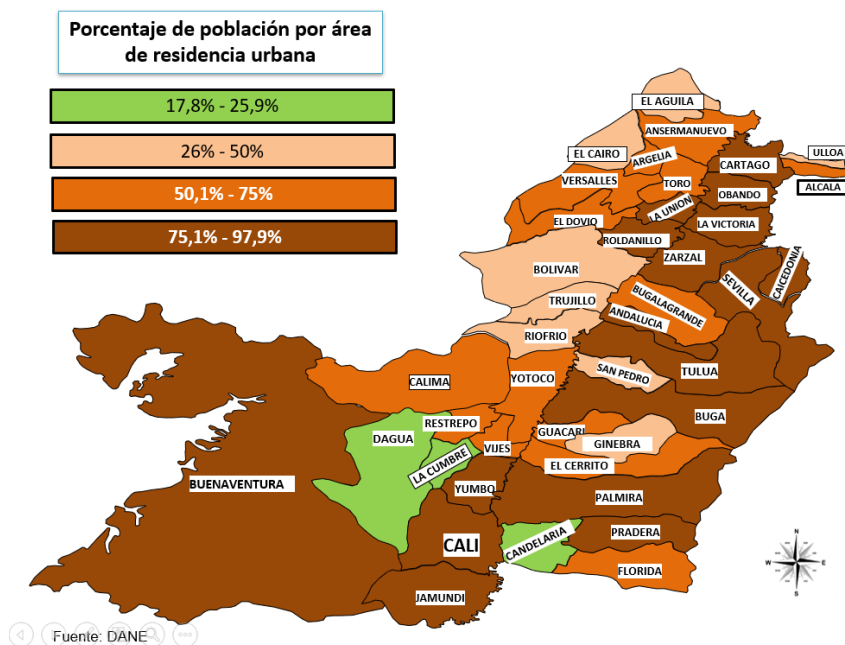 Porcentaje de población por área
de residencia urbana
17,8% - 25,9%
26% - 50%
50,1% - 75%
75,1% - 97,9%
EL AGUILA
ANSERMANUEVO
ULLOA
EL CAIRO
ARGELIA
CARTAGO
VERSALLES
TORO
OBANDO
ALCALA
LA UNION
EL DOVIO
LA VICTORIA
ROLDANILLO
ZARZAL
BOLIVAR
SEVILLA
CAICEDONIA
TRUJILLO
BUGALAGRANDE
ANDALUCIA
RIOFRIO
SAN PEDRO
TULUA
CALIMA
YOTOCO
BUGA
RESTREPO
GUACARI
DAGUA
GINEBRA
VIJES
LA CUMBRE
EL CERRITO
BUENAVENTURA
YUMBO
PALMIRA
CALI
CANDELARIA
PRADERA
FLORIDA
JAMUNDI
N
W
E
S
Fuente: DANE